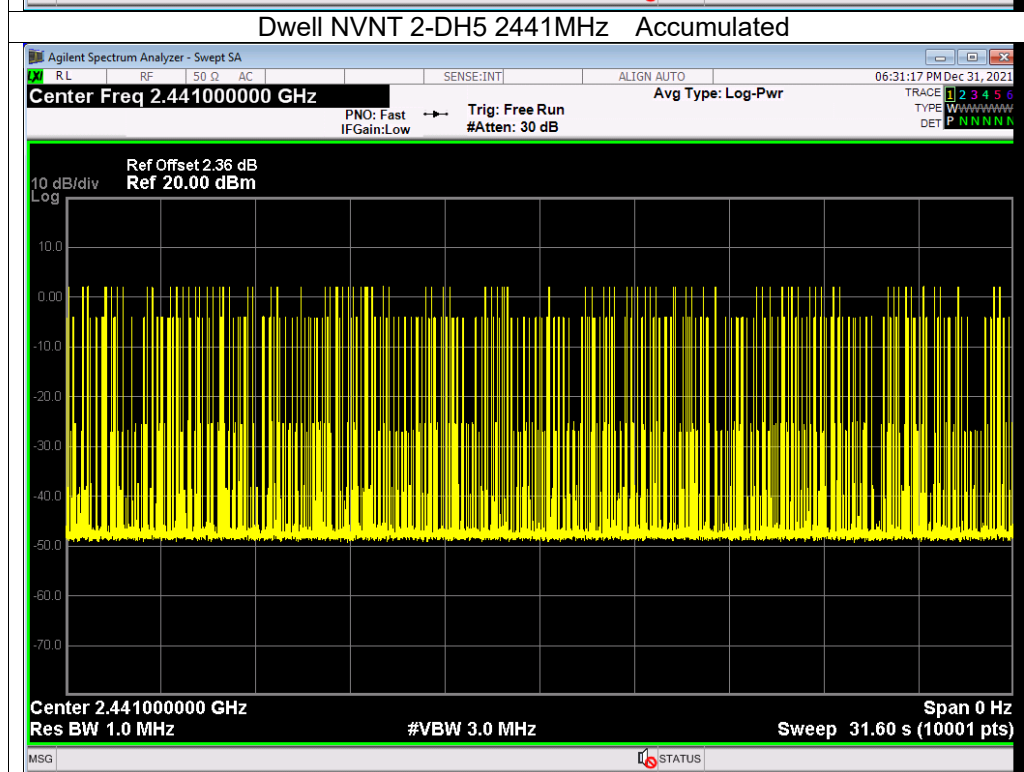 Dwell NVNT 2-DH5 2441MHz Accumulated
Agilent Spectrum Analyzer - Swept SA
LXI RL RF 50 Ω AC SENSE:INT ALIGN AUTO 06:31:17 PM Dec 31, 2021
Center Freq 2.441000000 GHz
PNO: Fast
IFGain:Low
Trig: Free Run
#Atten: 30 dB
Avg Type: Log-Pwr
TRACE 1 2 3 4 5 6
TYPE WWWWWW
DET P N N N N N
Ref Offset 2.36 dB
10 dB/div Ref 20.00 dBm
Log
10.0
0.00
-10.0
-20.0
-30.0
-40.0
-50.0
-60.0
-70.0
Center 2.441000000 GHz Span 0 Hz
Res BW 1.0 MHz #VBW 3.0 MHz Sweep 31.60 s (10001 pts)
MSG STATUS